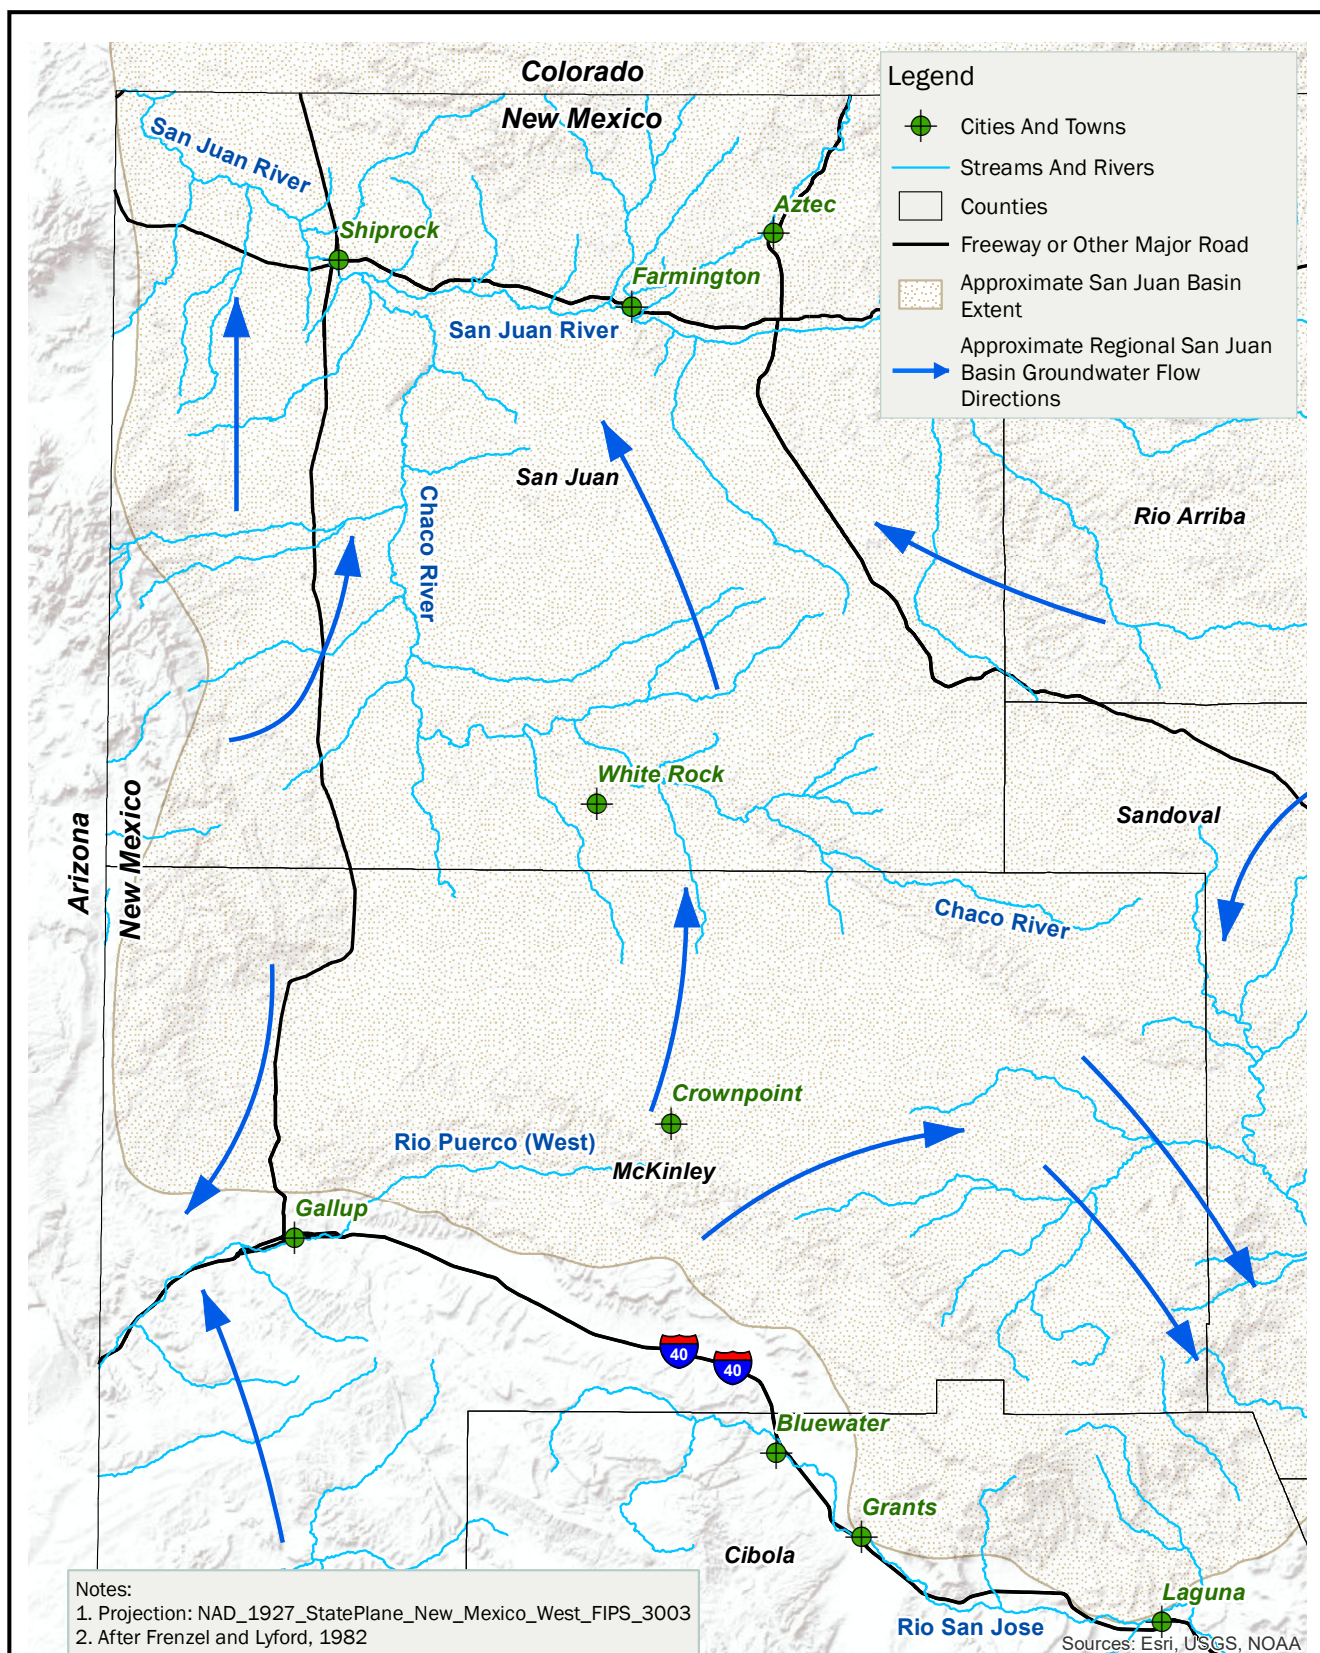 Colorado
New Mexico
Legend
Cities And Towns
Streams And Rivers
Counties
Freeway or Other Major Road
Approximate San Juan Basin
Extent
Approximate Regional San Juan
Basin Groundwater Flow
Directions
San Juan River
Shiprock
Aztec
Farmington
San Juan River
San Juan
Chaco River
Rio Arriba
White Rock
Sandoval
Arizona
New Mexico
Chaco River
Crownpoint
Rio Puerco (West)
McKinley
Gallup
40
40
Bluewater
Grants
Cibola
Laguna
Rio San Jose
Notes:
1. Projection: NAD_1927_StatePlane_New_Mexico_West_FIPS_3003
2. After Frenzel and Lyford, 1982
Sources: Esri, USGS, NOAA